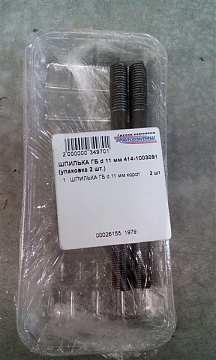 2 000000 349701
ШПИЛЬКА ГБ d 11 мм 414-1003091
(упаковка 2 шт.)
1 ШПИЛЬКА ГБ d 11 мм корот 2 шт
00026155 1979